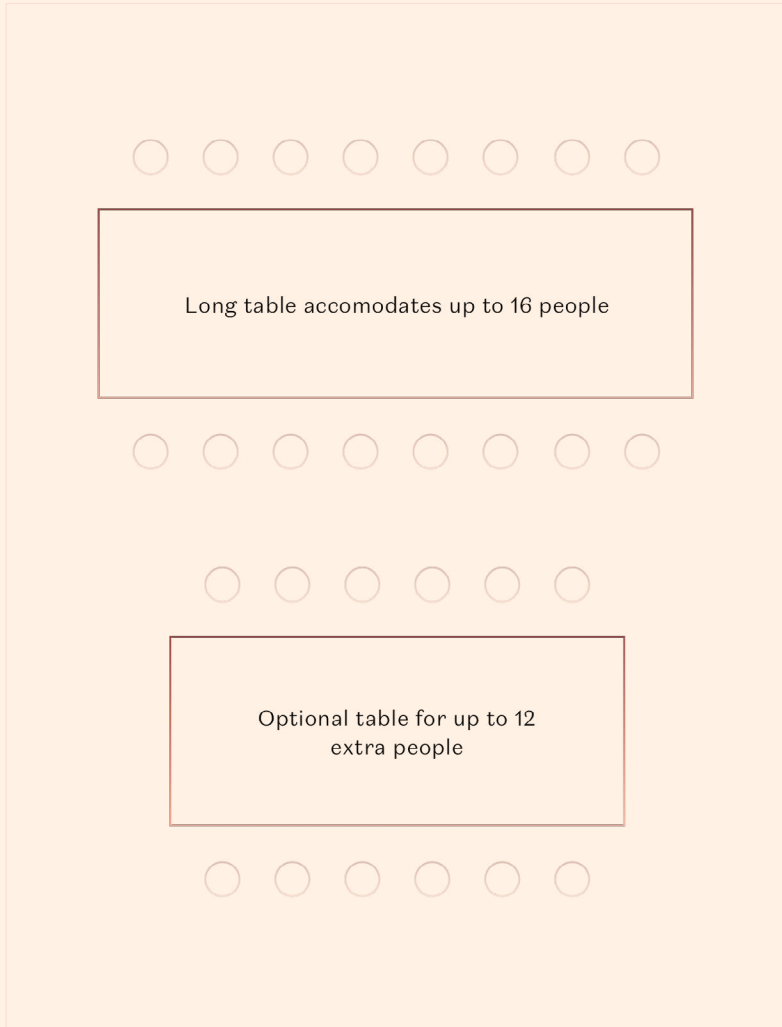 Long table accomodates up to 16 people
Optional table for up to 12
extra people